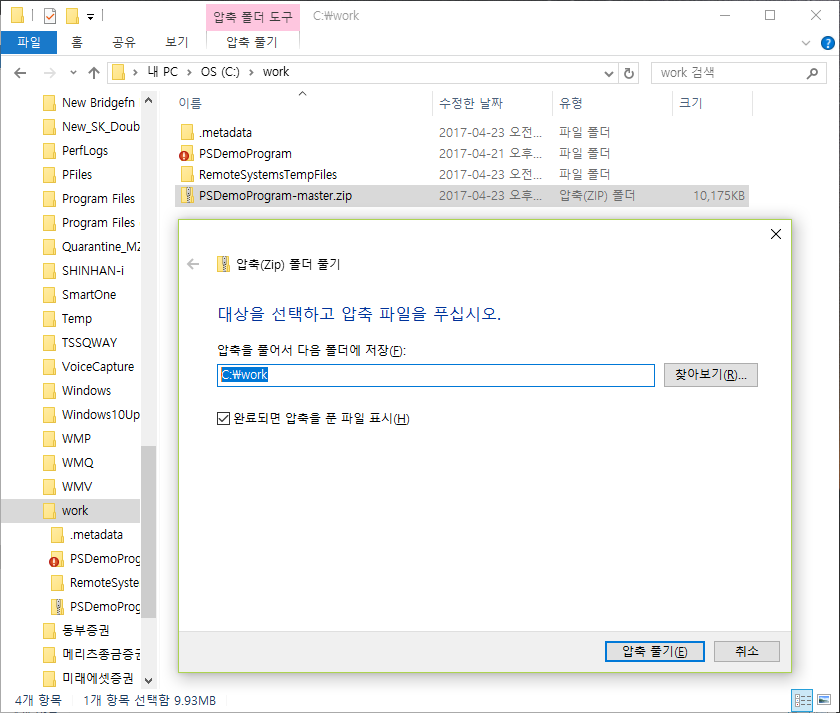 압축 폴더 도구 C:₩work
파일 홈 공유 보기 압축 풀기
내 PC OS (C:) work work 검색
이름 수정한 날짜 유형 크기
.metadata 2017-04-23 오전... 파일 폴더
PSDemoProgram 2017-04-21 오후... 파일 폴더
RemoteSystemsTempFiles 2017-04-23 오전... 파일 폴더
PSDemoProgram-master.zip 2017-04-23 오후... 압축(ZIP) 폴더 10,175KB
New Bridgefn
New_SK_Doub
PerfLogs
PFiles
Program Files
Program Files
Quarantine_MZ
SHINHAN-i
SmartOne
Temp
TSSQWAY
VoiceCapture
Windows
Windows10Up
WMP
WMQ
WMV
work
.metadata
PSDemoProg
RemoteSyste
PSDemoProg
동부증권
메리츠종금증권
미래에셋증권
압축(Zip) 폴더 풀기
대상을 선택하고 압축 파일을 푸십시오.
압축을 풀어서 다음 폴더에 저장(F):
C:₩work 찾아보기(R)...
완료되면 압축을 푼 파일 표시(H)
압축 풀기(E) 취소
4개 항목 1개 항목 선택함 9.93MB